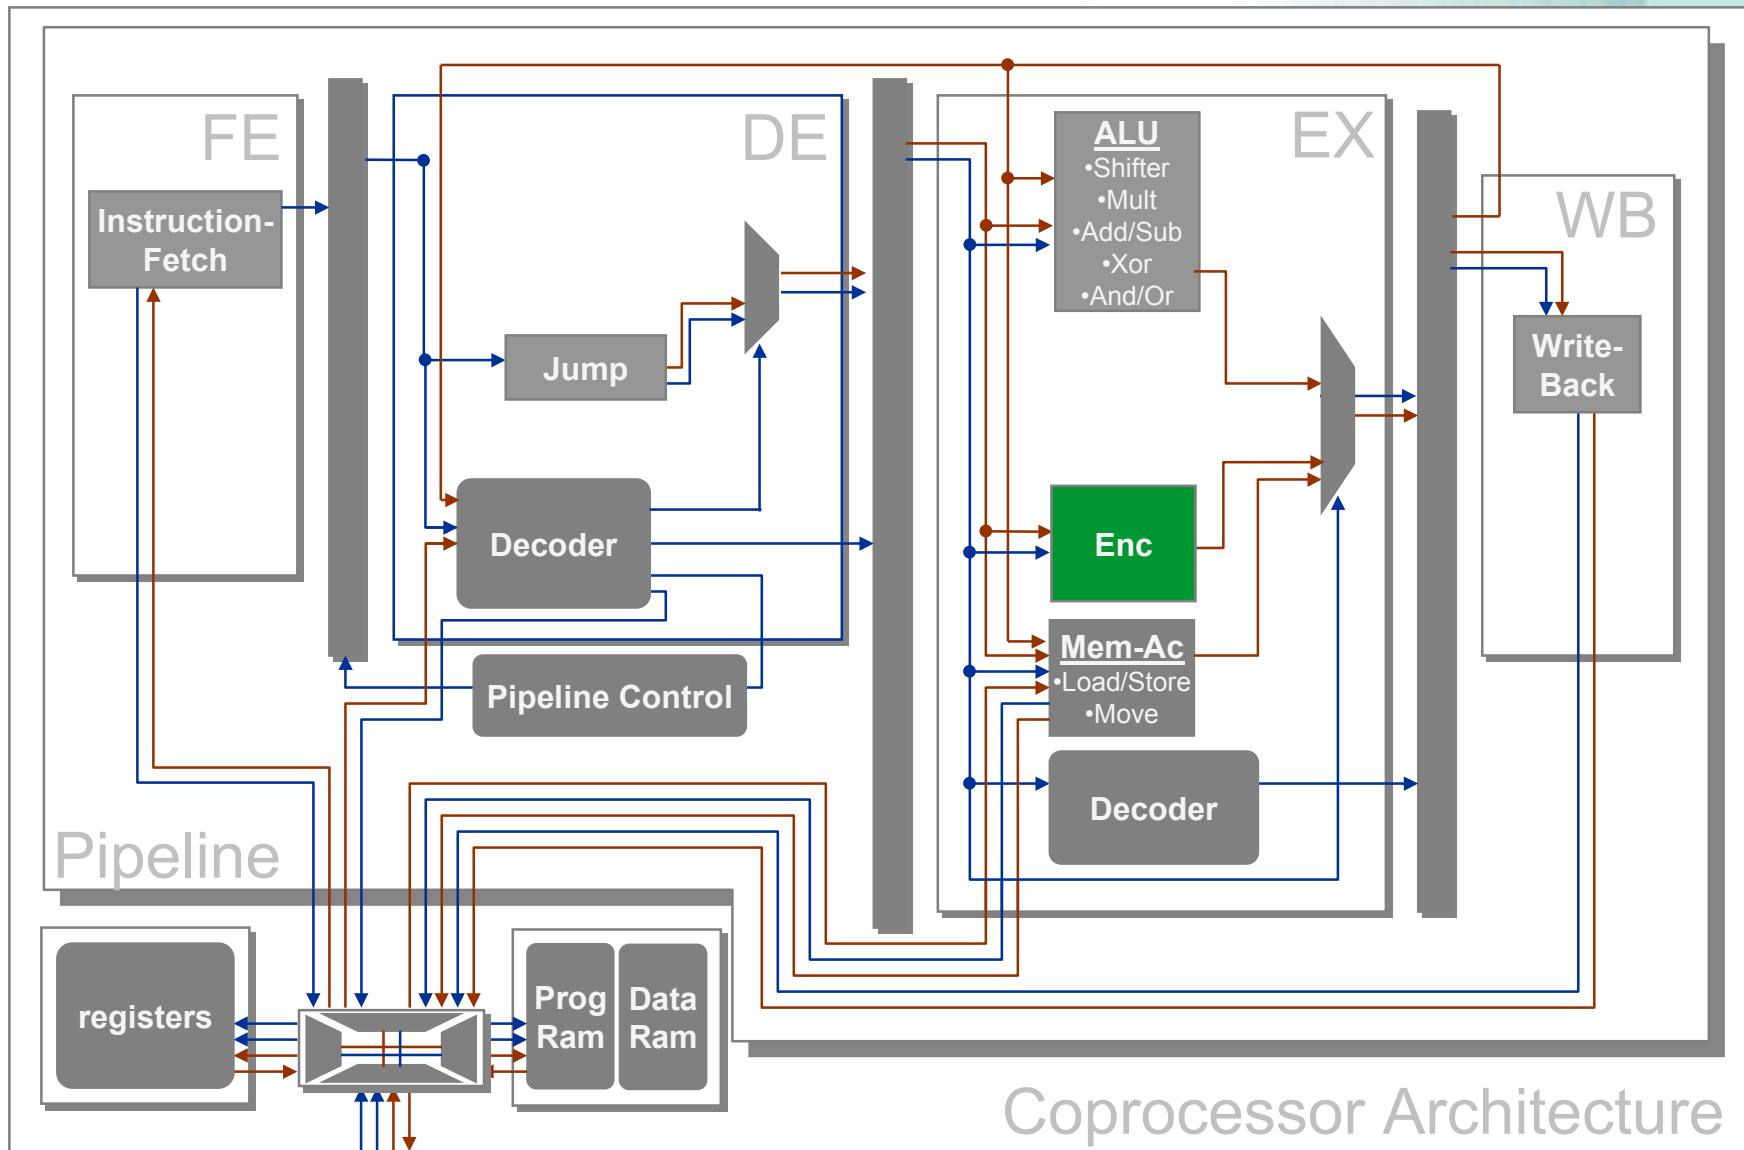 FE
Instruction-
Fetch
DE
Jump
Decoder
Pipeline Control
EX
ALU
•Shifter
•Mult
•Add/Sub
•Xor
•And/Or
Enc
Mem-Ac
•Load/Store
•Move
Decoder
WB
Write-
Back
Pipeline
registers
Prog
Ram
Data
Ram
Coprocessor Architecture